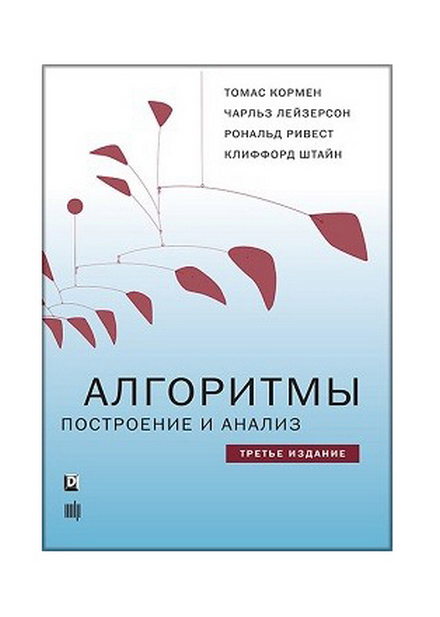 ТОМАС КОРМЕН
ЧАРЛЬЗ ЛЕЙЗЕРСОН
РОНАЛЬД РИВЕСТ
КЛИФФОРД ШТАЙН
АЛГОРИТМЫ
ПОСТРОЕНИЕ И АНАЛИЗ
ТРЕТЬЕ ИЗДАНИЕ
D